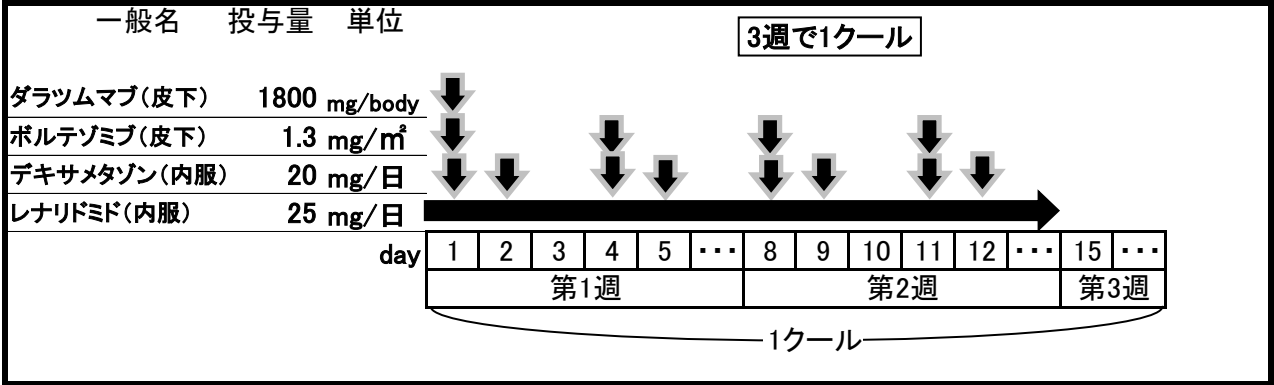 一般名 投与量 単位
3週で1クール
ダラツムマブ(皮下) 1800 mg/body
ボルテゾミブ(皮下) 1.3 mg/㎡
デキサメタゾン(内服) 20 mg/日
レナリドミド(内服) 25 mg/日
day 1 2 3 4 5 ・・・ 8 9 10 11 12 ・・・ 15 ・・・
第1週 第2週 第3週
1クール